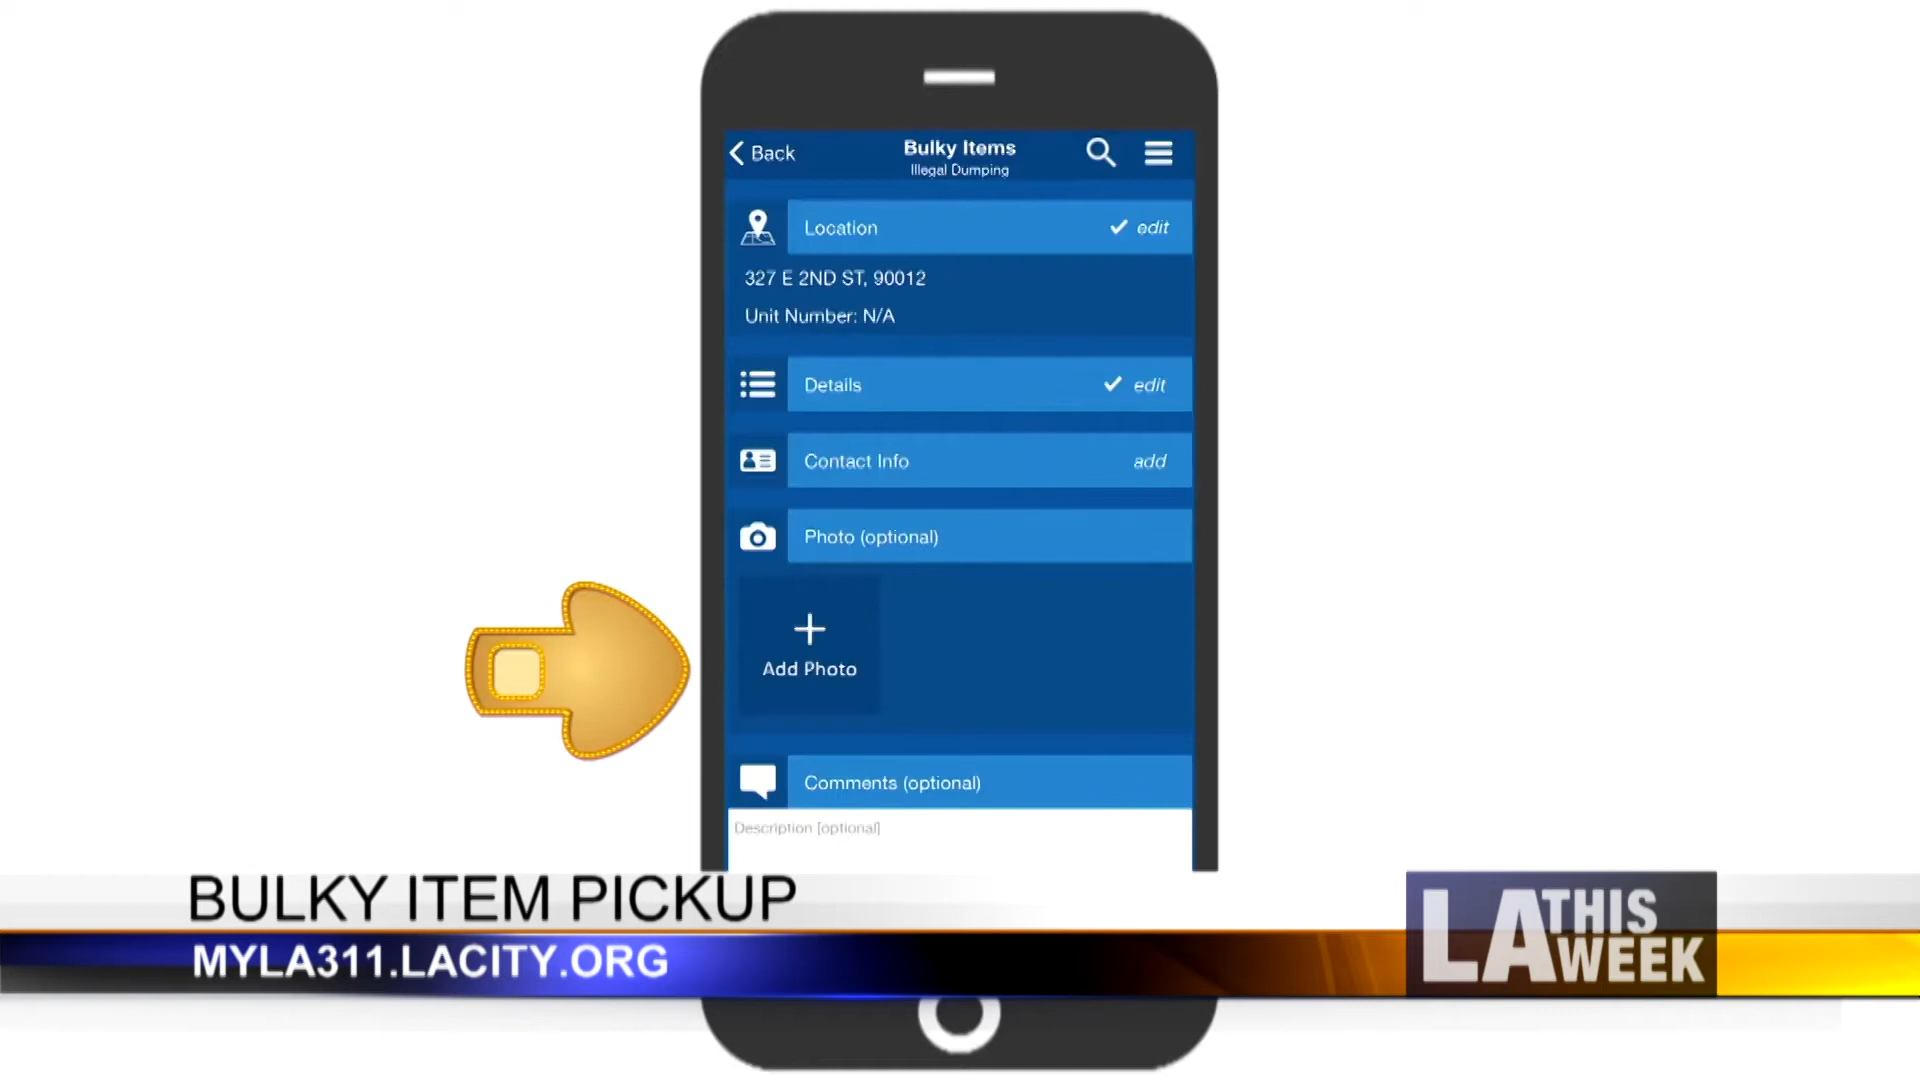 Back
Bulky Items
Illegal Dumping
Location edit
327 E 2ND ST, 90012
Unit Number: N/A
Details edit
Contact Info add
Photo (optional)
Add Photo
Comments (optional)
Description [optional]
BULKY ITEM PICKUP
MYLA311.LACITY.ORG
LA THIS WEEK